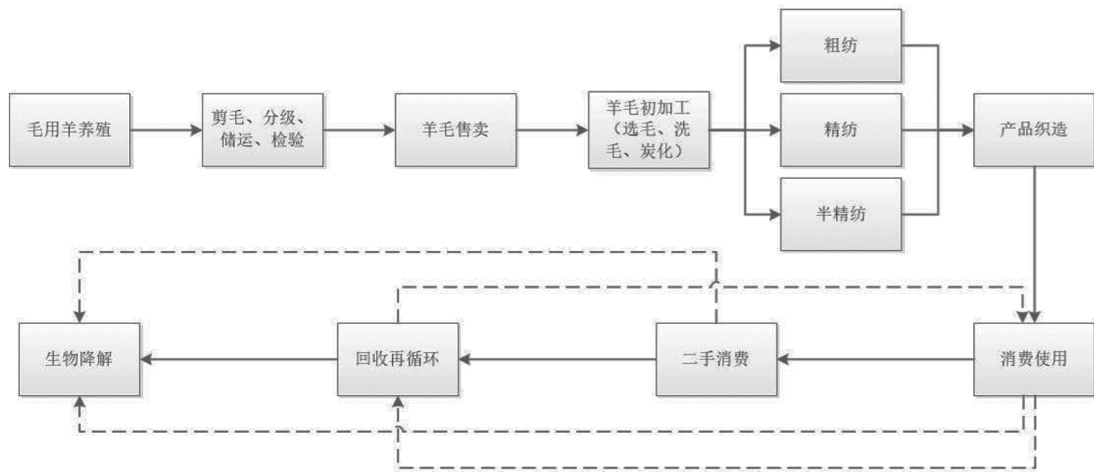 粗纺
毛用羊养殖
剪毛、分级、
储运、检验
羊毛售卖
羊毛初加工
（选毛、洗
毛、炭化）
精纺
产品织造
半精纺
生物降解
回收再循环
二手消费
消费使用